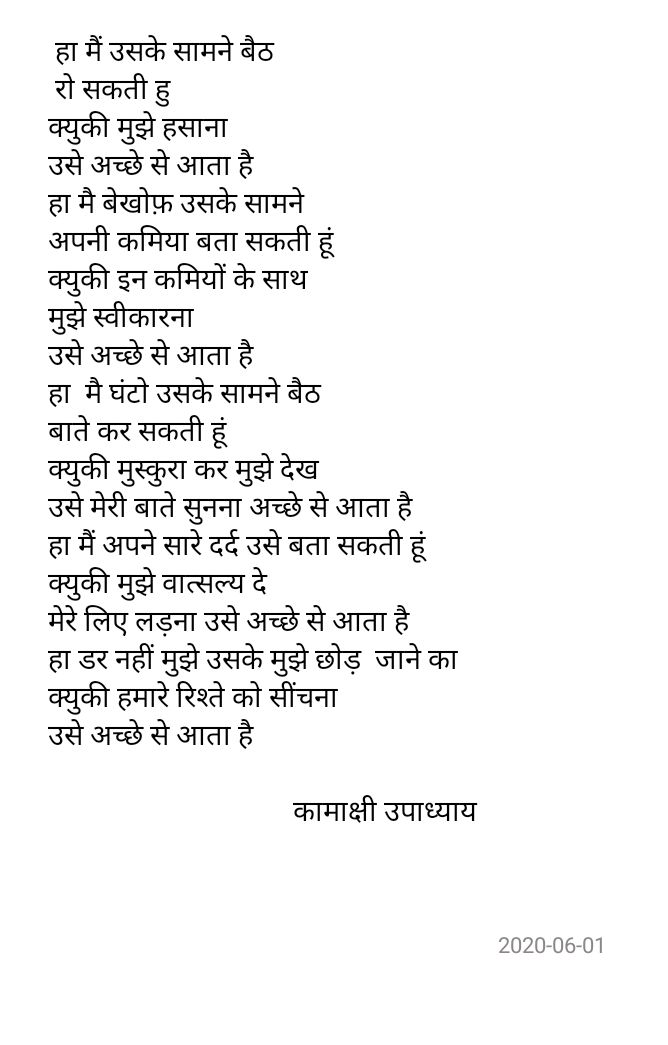 हा मैं उसके सामने बैठ
रो सकती हु
क्युकी मुझे हसाना
उसे अच्छे से आता है
हा मै बेखोफ़ उसके सामने
अपनी कमिया बता सकती हूं
क्युकी इन कमियों के साथ
मुझे स्वीकारना
उसे अच्छे से आता है
हा मै घंटो उसके सामने बैठ
बाते कर सकती हूं
क्युकी मुस्कुरा कर मुझे देख
उसे मेरी बाते सुनना अच्छे से आता है
हा मैं अपने सारे दर्द उसे बता सकती हूं
क्युकी मुझे वात्सल्य दे
मेरे लिए लड़ना उसे अच्छे से आता है
हा डर नहीं मुझे उसके मुझे छोड़ जाने का
क्युकी हमारे रिश्ते को सींचना
उसे अच्छे से आता है
कामाक्षी उपाध्याय
2020-06-01